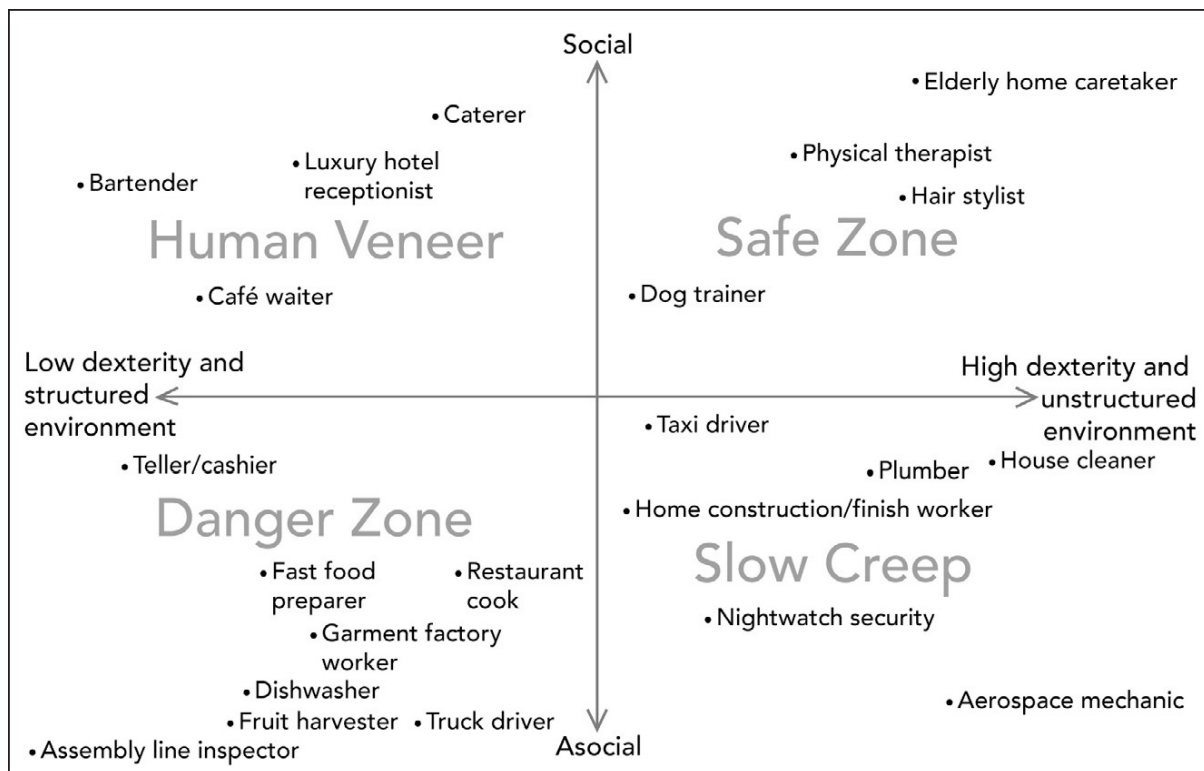 Social
• Elderly home caretaker
• Caterer
• Physical therapist
• Luxury hotel
receptionist
• Bartender
• Hair stylist
Human Veneer
Safe Zone
• Café waiter
• Dog trainer
Low dexterity and
structured
environment
High dexterity and
unstructured
environment
• Taxi driver
• Teller/cashier
• Plumber
• House cleaner
Danger Zone
• Home construction/finish worker
Slow Creep
• Fast food
preparer
• Restaurant
cook
• Nightwatch security
• Garment factory
worker
• Dishwasher
• Fruit harvester
• Truck driver
• Aerospace mechanic
• Assembly line inspector
Asocial